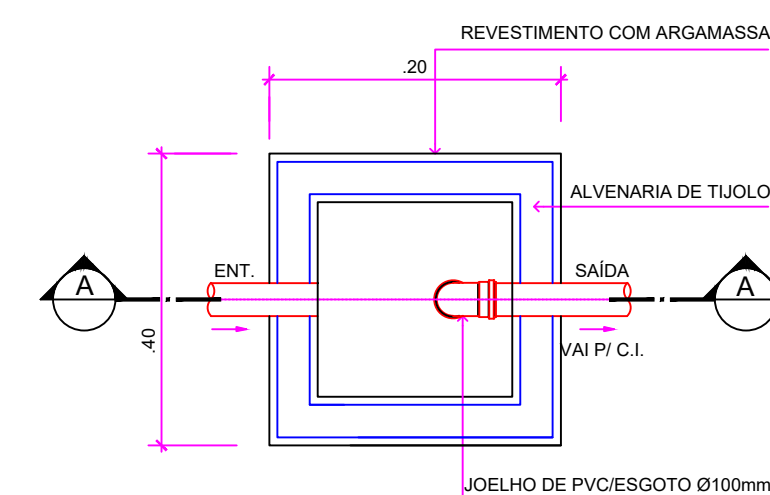 REVESTIMENTO COM ARGAMASSA
.20
ALVENARIA DE TIJOLO
ENT.
SAÍDA
A
A
.40
VAI P/ C.I.
JOELHO DE PVC/ESGOTO Ø100mm